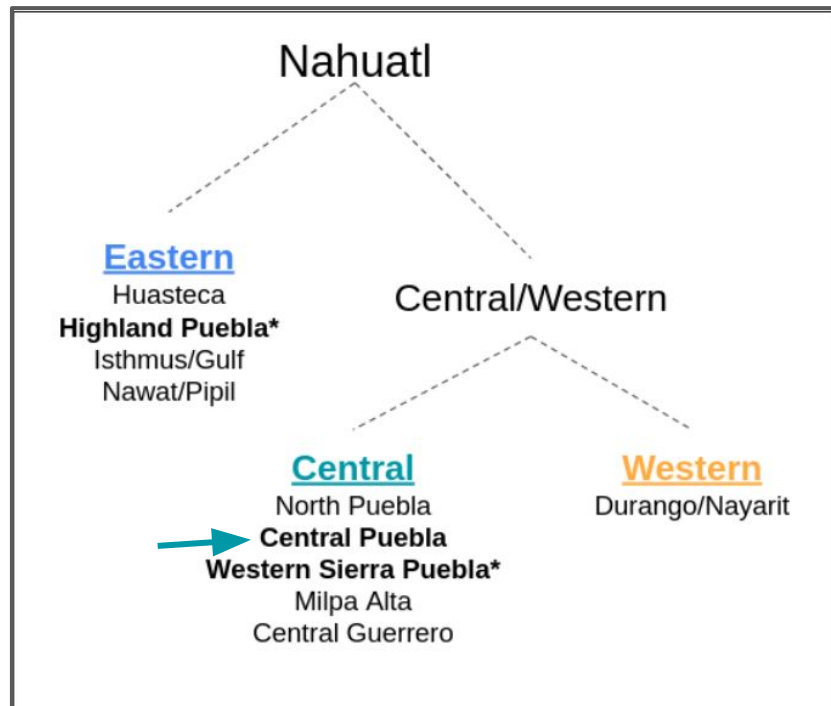 Nahuatl
Eastern
Huasteca
Highland Puebla*
Isthmus/Gulf
Nawat/Pipil
Central/Western
Central
North Puebla
Central Puebla
Western Sierra Puebla*
Milpa Alta
Central Guerrero
Western
Durango/Nayarit